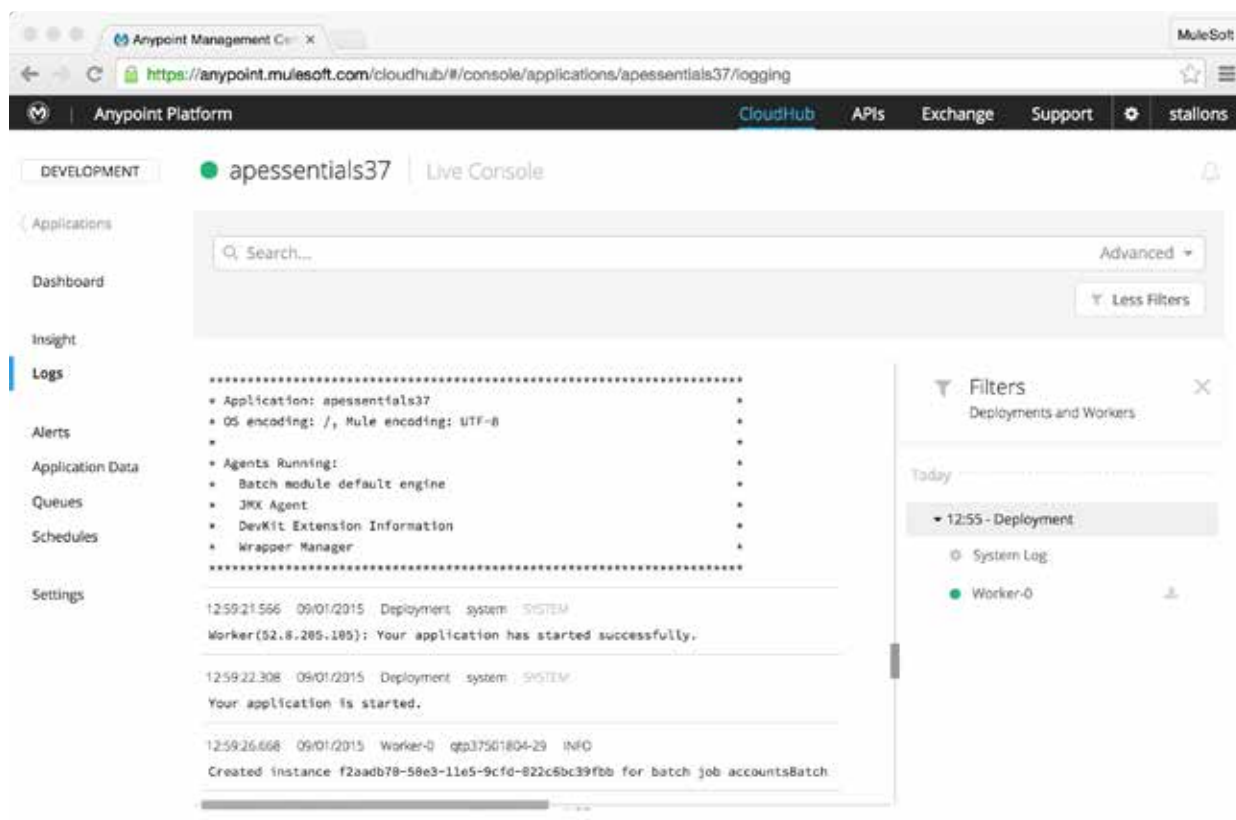 Anypoint Management Cen ×
MuleSoft
https://anypoint.mulesoft.com/cloudhub/#/console/applications/apessentials37/logging
Anypoint Platform
CloudHub
APIs
Exchange
Support
stallons
DEVELOPMENT
apessentials37
Live Console
Applications
Search...
Advanced
Dashboard
Less Filters
Insight
Logs
Alerts
Application Data
Queues
Schedules
Settings
**********************************************************************
* Application: apessentials37 *
* OS encoding: /, Mule encoding: UTF-8 *
* *
* Agents Running: *
* Batch module default engine *
* JMX Agent *
* DevKit Extension Information *
* Wrapper Manager *
**********************************************************************
12:59:21.566 09/01/2015 Deployment system SYSTEM
Worker(52.8.205.105): Your application has started successfully.
12:59:22.308 09/01/2015 Deployment system SYSTEM
Your application is started.
12:59:26.668 09/01/2015 Worker-0 qtp37501804-29 INFO
Created instance f2aadb70-50e3-11e5-9cfd-022c6bc39fbb for batch job accountsBatch
Filters
Deployments and Workers
Today
12:55 - Deployment
System Log
Worker-0